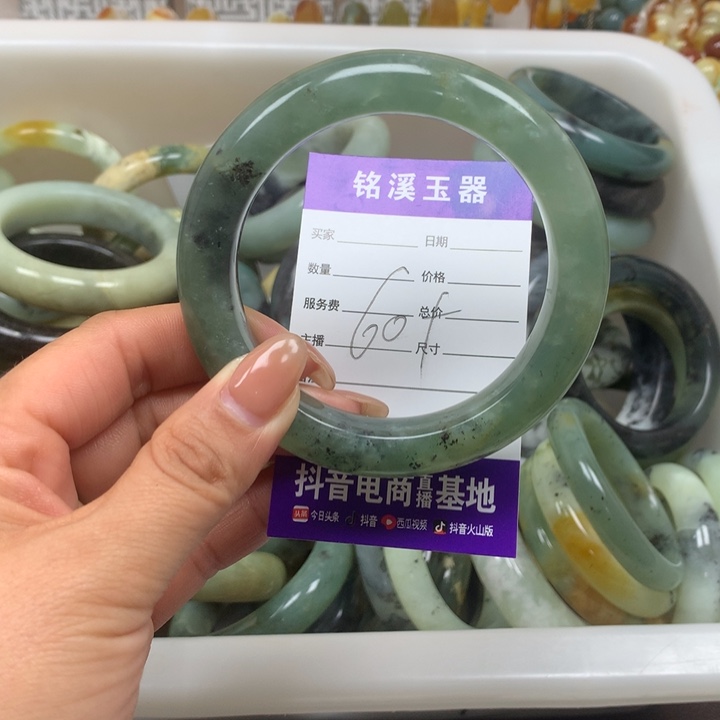 铭溪玉器
买家 日期
数量 价格
服务费 总价
主播 尺寸
抖音电商直播基地
头条 今日头条 抖音 西瓜视频 抖音火山版